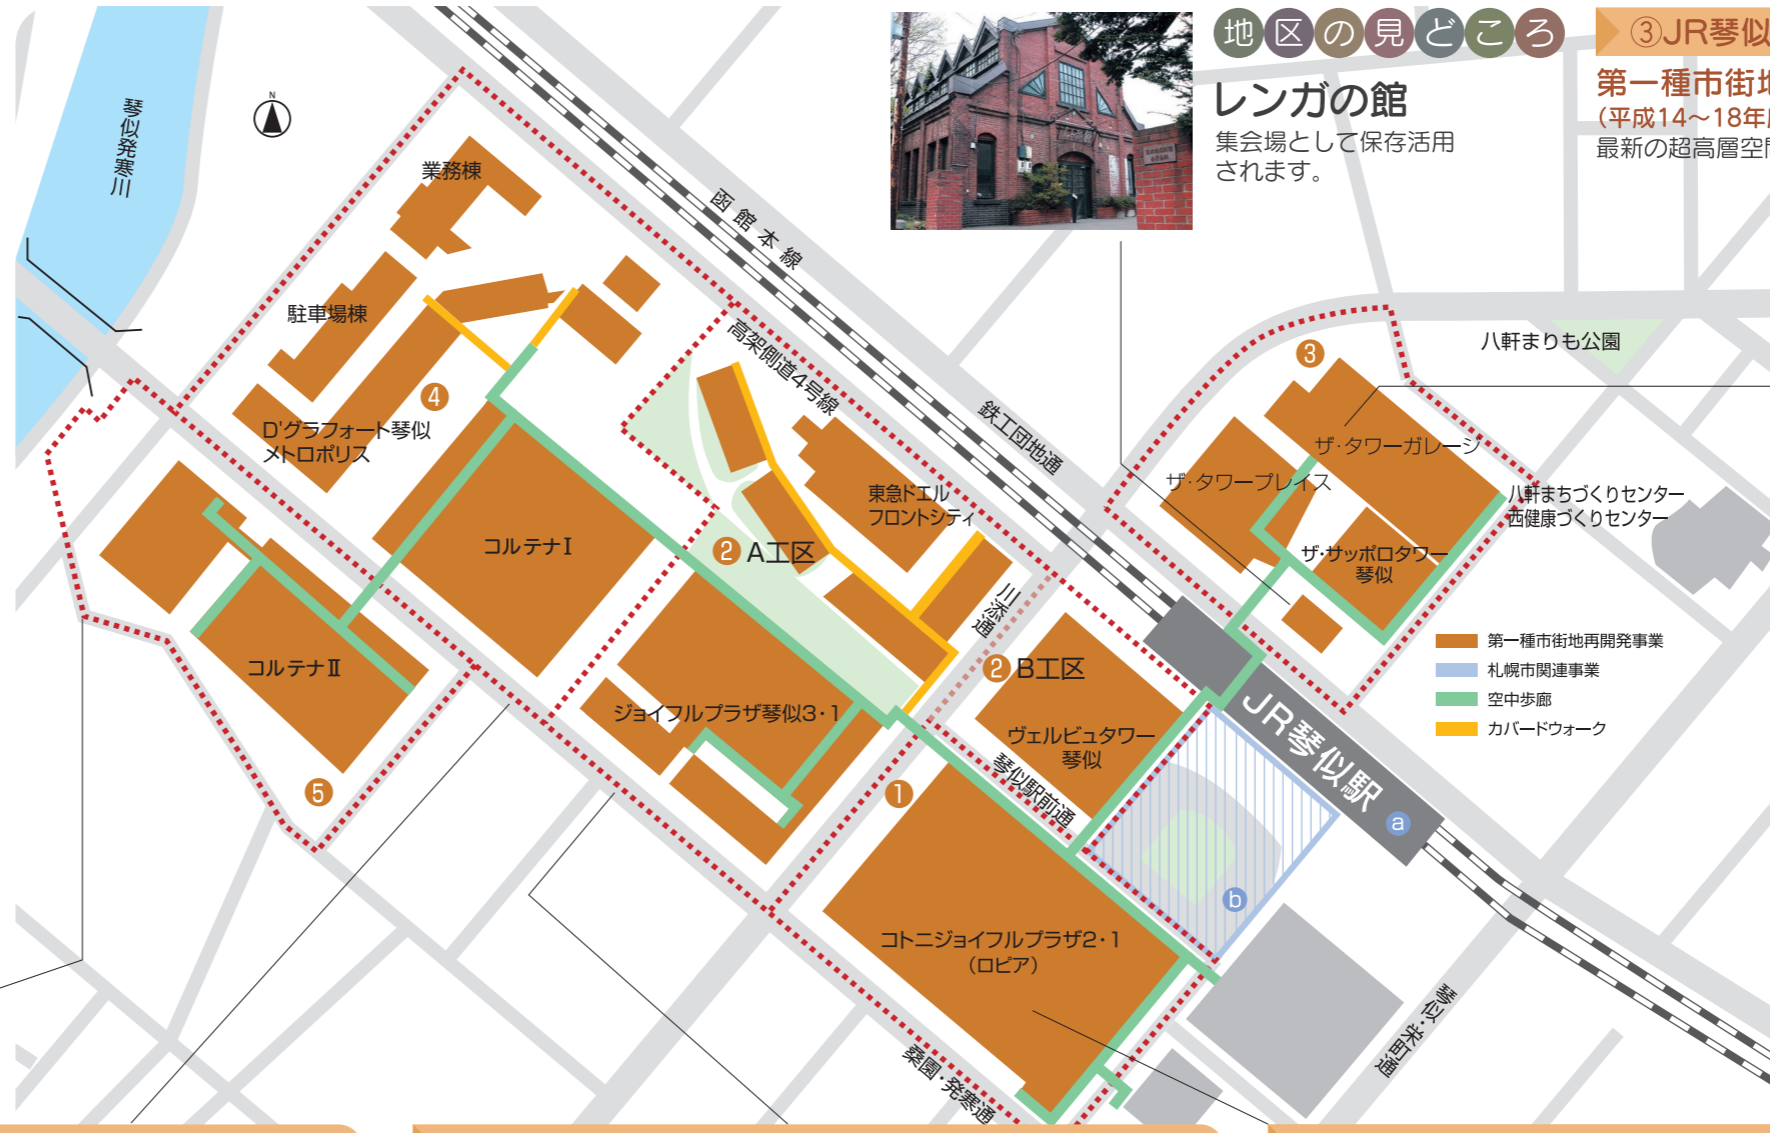 地区の見どころ
レンガの館
集会場として保存活用
されます。
③JR琴似
第一種市街地
(平成14~18年度
最新の超高層空間
琴似発寒川
N
業務棟
函館本線
駐車場棟
高架側道4号線
八軒まりも公園
③
④
D'グラフォート琴似
メトロポリス
鉄工団地通
ザ・タワーガレージ
ザ・タワープレイス
東急ドエル
フロントシティ
八軒まちづくりセンター
西健康づくりセンター
コルテナⅠ
② A工区
ザ・サッポロタワー
琴似
川添通
第一種市街地再開発事業
札幌市関連事業
空中歩廊
カバードウォーク
コルテナⅡ
② B工区
ジョイフルプラザ琴似3・1
ヴェルビュタワー
琴似
JR琴似駅
ⓐ
琴似駅前通
⑤
①
ⓑ
コトニジョイフルプラザ2・1
(ロピア)
琴似・栄町通
桑園・発寒通